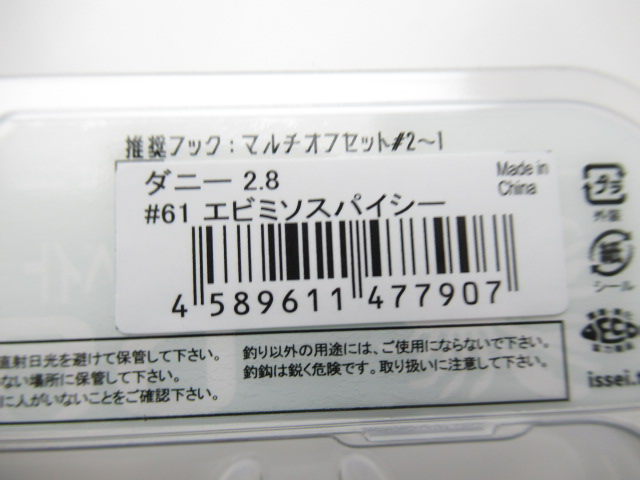 推奨フック:マルチオフセット#2～1
ダニー 2.8
#61 エビミソスパイシー
Made in
China
4 589611 477907
プラ
外装
紙
シール
直射日光を避けて保管して下さい。
ない場所に保管して下さい。
に人がいないことをご確認下さい。
釣り以外の用途には、ご使用にならないで下さい。
釣鈎は鋭く危険です。取り扱いに注意して下さい。
issei.